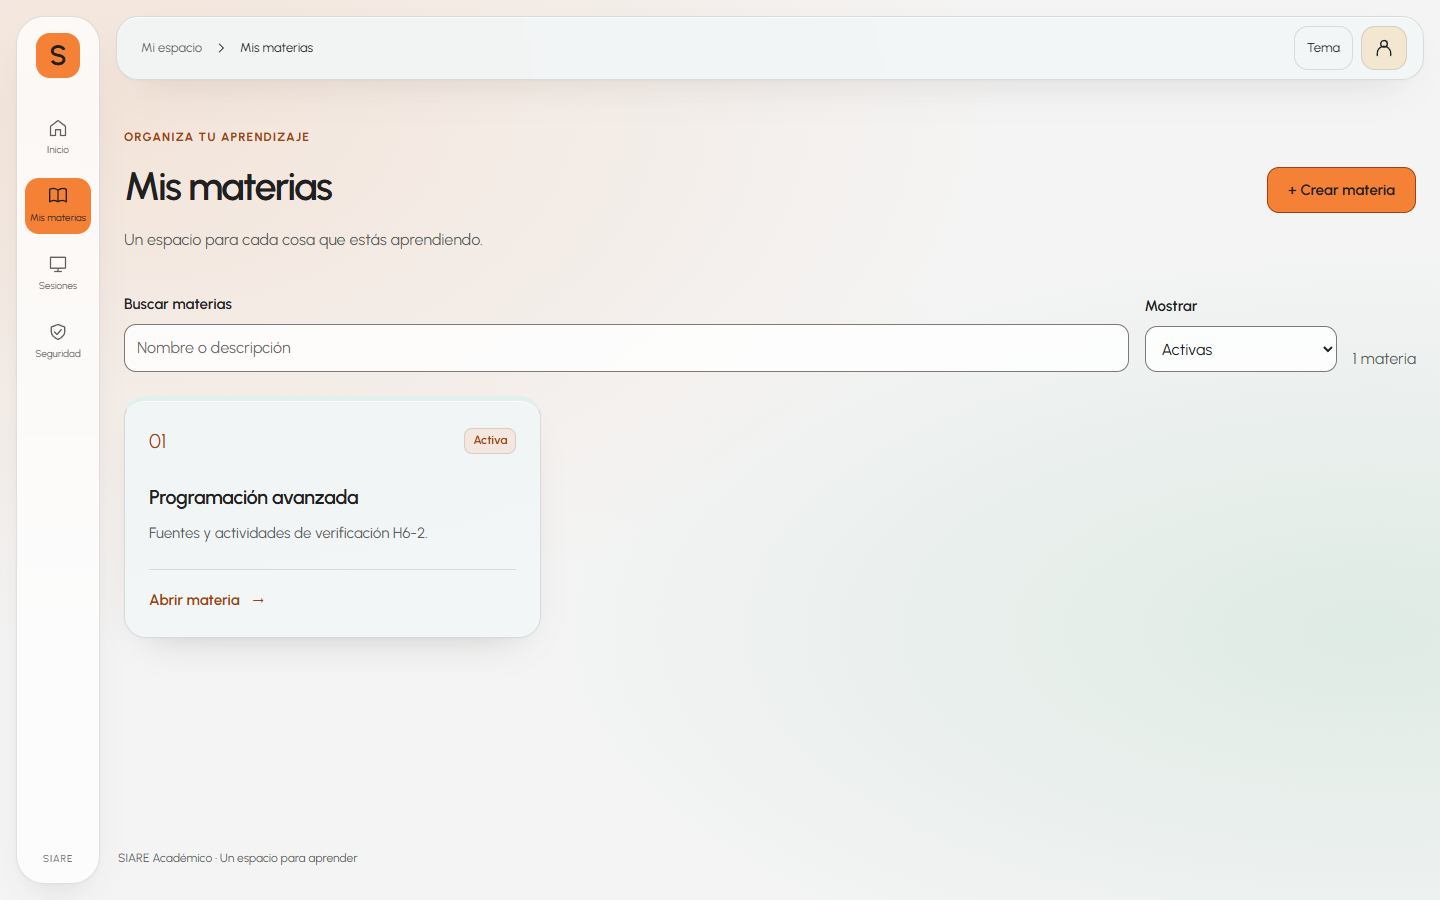 S
Inicio
Mis materias
Sesiones
Seguridad
SIARE
Mi espacio > Mis materias
Tema
ORGANIZA TU APRENDIZAJE
Mis materias
+ Crear materia
Un espacio para cada cosa que estás aprendiendo.
Buscar materias
Nombre o descripción
Mostrar
Activas
1 materia
01
Activa
Programación avanzada
Fuentes y actividades de verificación H6-2.
Abrir materia →
SIARE Académico · Un espacio para aprender